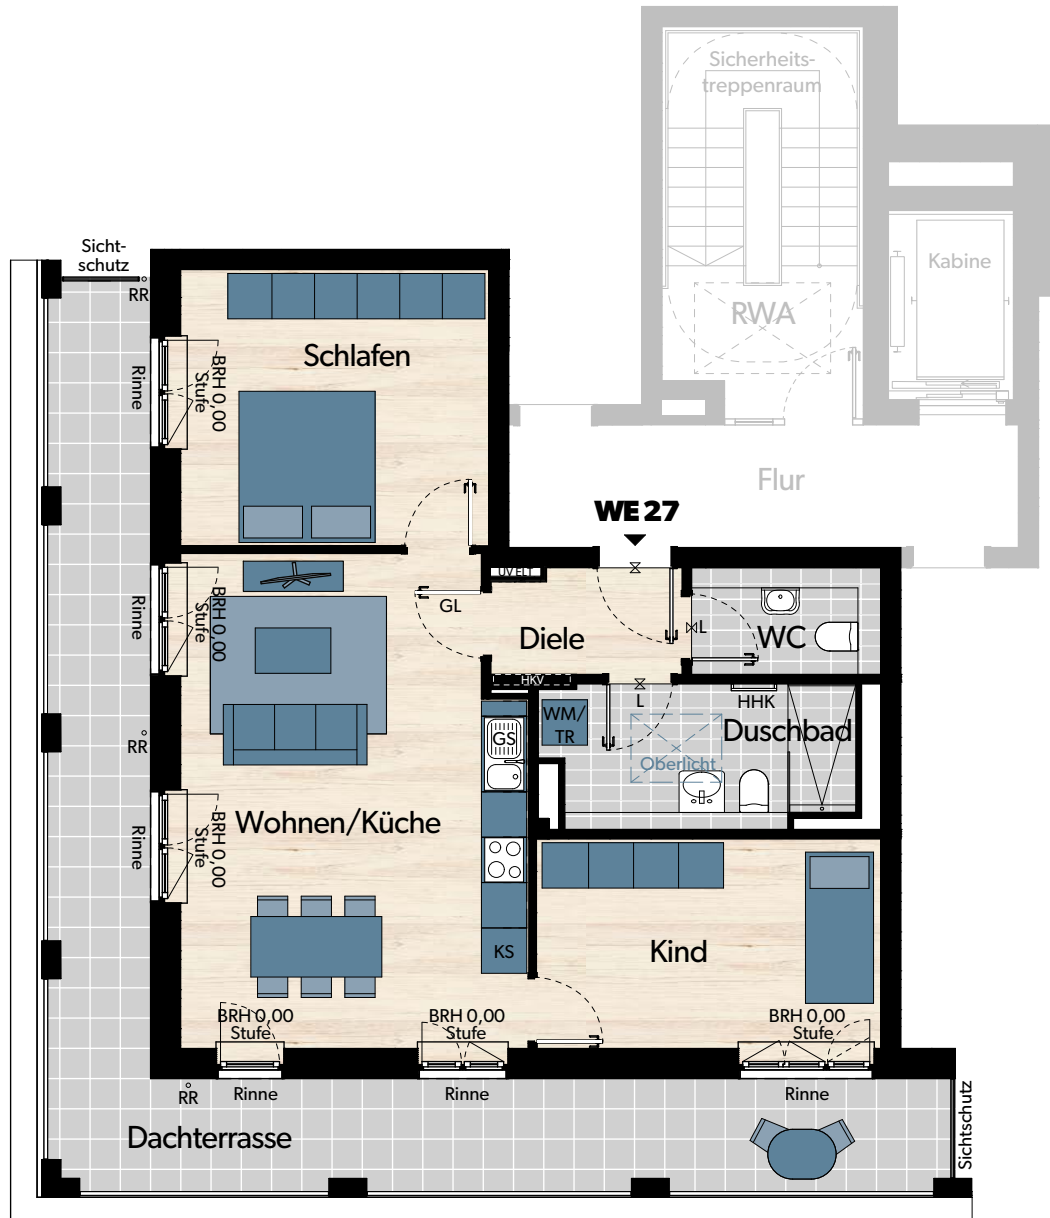 Sicherheits-
treppenraum
Kabine
RWA
Flur
WE 27
Sicht-
schutz
RR
Rinne
BRH 0,00
Stufe
Schlafen
UV ELT
GL
Diele
L
WC
Rinne
BRH 0,00
Stufe
HKV
L
HHK
WM/
TR
Duschbad
Oberlicht
GS
RR
Wohnen/Küche
Rinne
BRH 0,00
Stufe
KS
Kind
BRH 0,00
Stufe
BRH 0,00
Stufe
BRH 0,00
Stufe
RR
Rinne
Rinne
Rinne
Dachterrasse
Sichtschutz